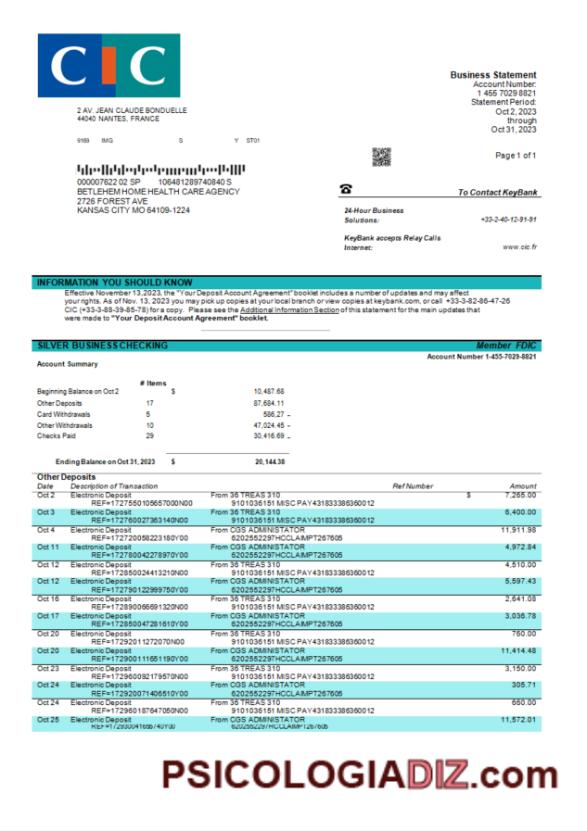 CIC
Business Statement
Account Number:
1 455 7029 8821
Statement Period:
Oct 2, 2023
through
Oct 31, 2023
2 AV. JEAN CLAUDE BONDUELLE
44040 NANTES, FRANCE
9169 IMG S Y ST01
Page 1 of 1
000007622 02 SP 106481289740840 S
BETLEHEM HOME HEALTH CARE AGENCY
2726 FOREST AVE
KANSAS CITY MO 64109-1224
To Contact KeyBank
24-Hour Business
Solutions: +33-2-40-12-91-91
KeyBank accepts Relay Calls
Internet: www.cic.fr
INFORMATION YOU SHOULD KNOW
Effective November 13,2023, the "Your Deposit Account Agreement" booklet includes a number of updates and may affect
your rights. As of Nov. 13, 2023 you may pick up copies at your local branch or view copies at keybank.com, or call +33-3-82-86-47-26
CIC (+33-3-88-39-85-78) for a copy. Please see the Additional Information Section of this statement for the main updates that
were made to "Your Deposit Account Agreement" booklet.
SILVER BUSINESS CHECKING Member FDIC
Account Number 1-455-7029-8821
Account Summary
# Items
Beginning Balance on Oct 2 $ 10,487.68
Other Deposits 17 87,684.11
Card Withdrawals 5 586,27 –
Other Withdrawals 10 47,024.45 –
Checks Paid 29 30,416.69 –
Ending Balance on Oct 31, 2023 $ 20,144.38
Other Deposits
Date Description of Transaction Ref Number Amount
Oct 2 Electronic Deposit From 36 TREAS 310 $ 7,265.00
REF=1727550105657000N00 9101036151 MISC PAY431833386360012
Oct 3 Electronic Deposit From 36 TREAS 310 6,400.00
REF=172760027363140N00 9101036151 MISC PAY431833386360012
Oct 4 Electronic Deposit From CGS ADMINISTATOR 11,911.98
REF=172720058223180Y00 6202552297HCCLAIMPT267605
Oct 11 Electronic Deposit From CGS ADMINISTATOR 4,972.84
REF=172780042278970Y00 6202552297HCCLAIMPT267605
Oct 12 Electronic Deposit From 36 TREAS 310 4,510.00
REF=172850024413210N00 9101036151 MISC PAY431833386360012
Oct 12 Electronic Deposit From CGS ADMINISTATOR 5,597.43
REF=172790122999750Y00 6202552297HCCLAIMPT267605
Oct 16 Electronic Deposit From 36 TREAS 310 2,641.08
REF=172890066691320N00 9101036151 MISC PAY431833386360012
Oct 17 Electronic Deposit From CGS ADMINISTATOR 3,036.78
REF=172850047281610Y00 6202552297HCCLAIMPT267605
Oct 20 Electronic Deposit From 36 TREAS 310 760.00
REF=172920112720 70N00 9101036151 MISC PAY431833386360012
Oct 20 Electronic Deposit From CGS ADMINISTATOR 11,414.48
REF=172900111651190Y00 6202552297HCCLAIMPT267605
Oct 23 Electronic Deposit From 36 TREAS 310 3,150.00
REF=172960092179570N00 9101036151 MISC PAY431833386360012
Oct 24 Electronic Deposit From CGS ADMINISTATOR 305.71
REF=172920071406510Y00 6202552297HCCLAIMPT267605
Oct 24 Electronic Deposit From 36 TREAS 310 660.00
REF=172960187647050N00 9101036151 MISC PAY431833386360012
Oct 25 Electronic Deposit From CGS ADMINISTATOR 11,572.01
REF=172930041655740Y00 6202552297HCCLAIMPT267605
PSICOLOGIADIZ.com